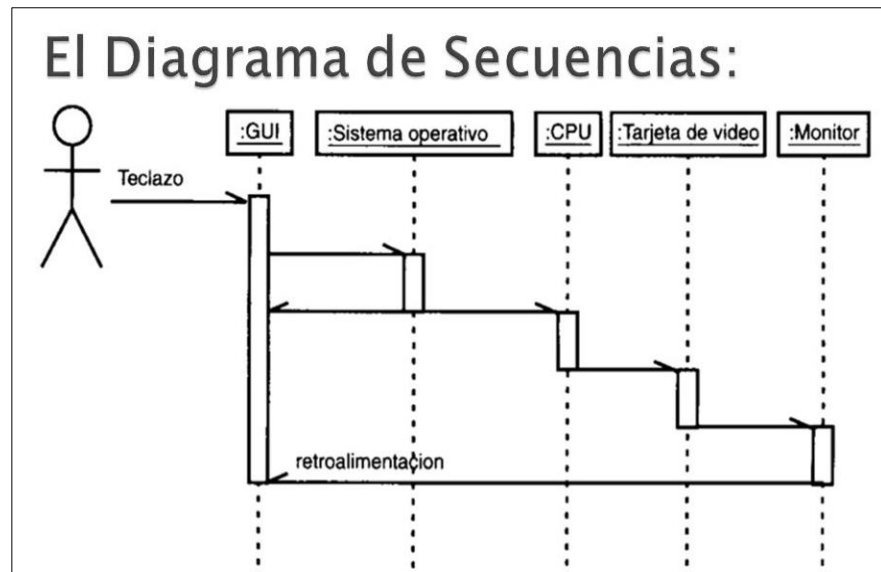 El Diagrama de Secuencias:
:GUI
:Sistema operativo
:CPU
:Tarjeta de video
:Monitor
Teclazo
retroalimentacion